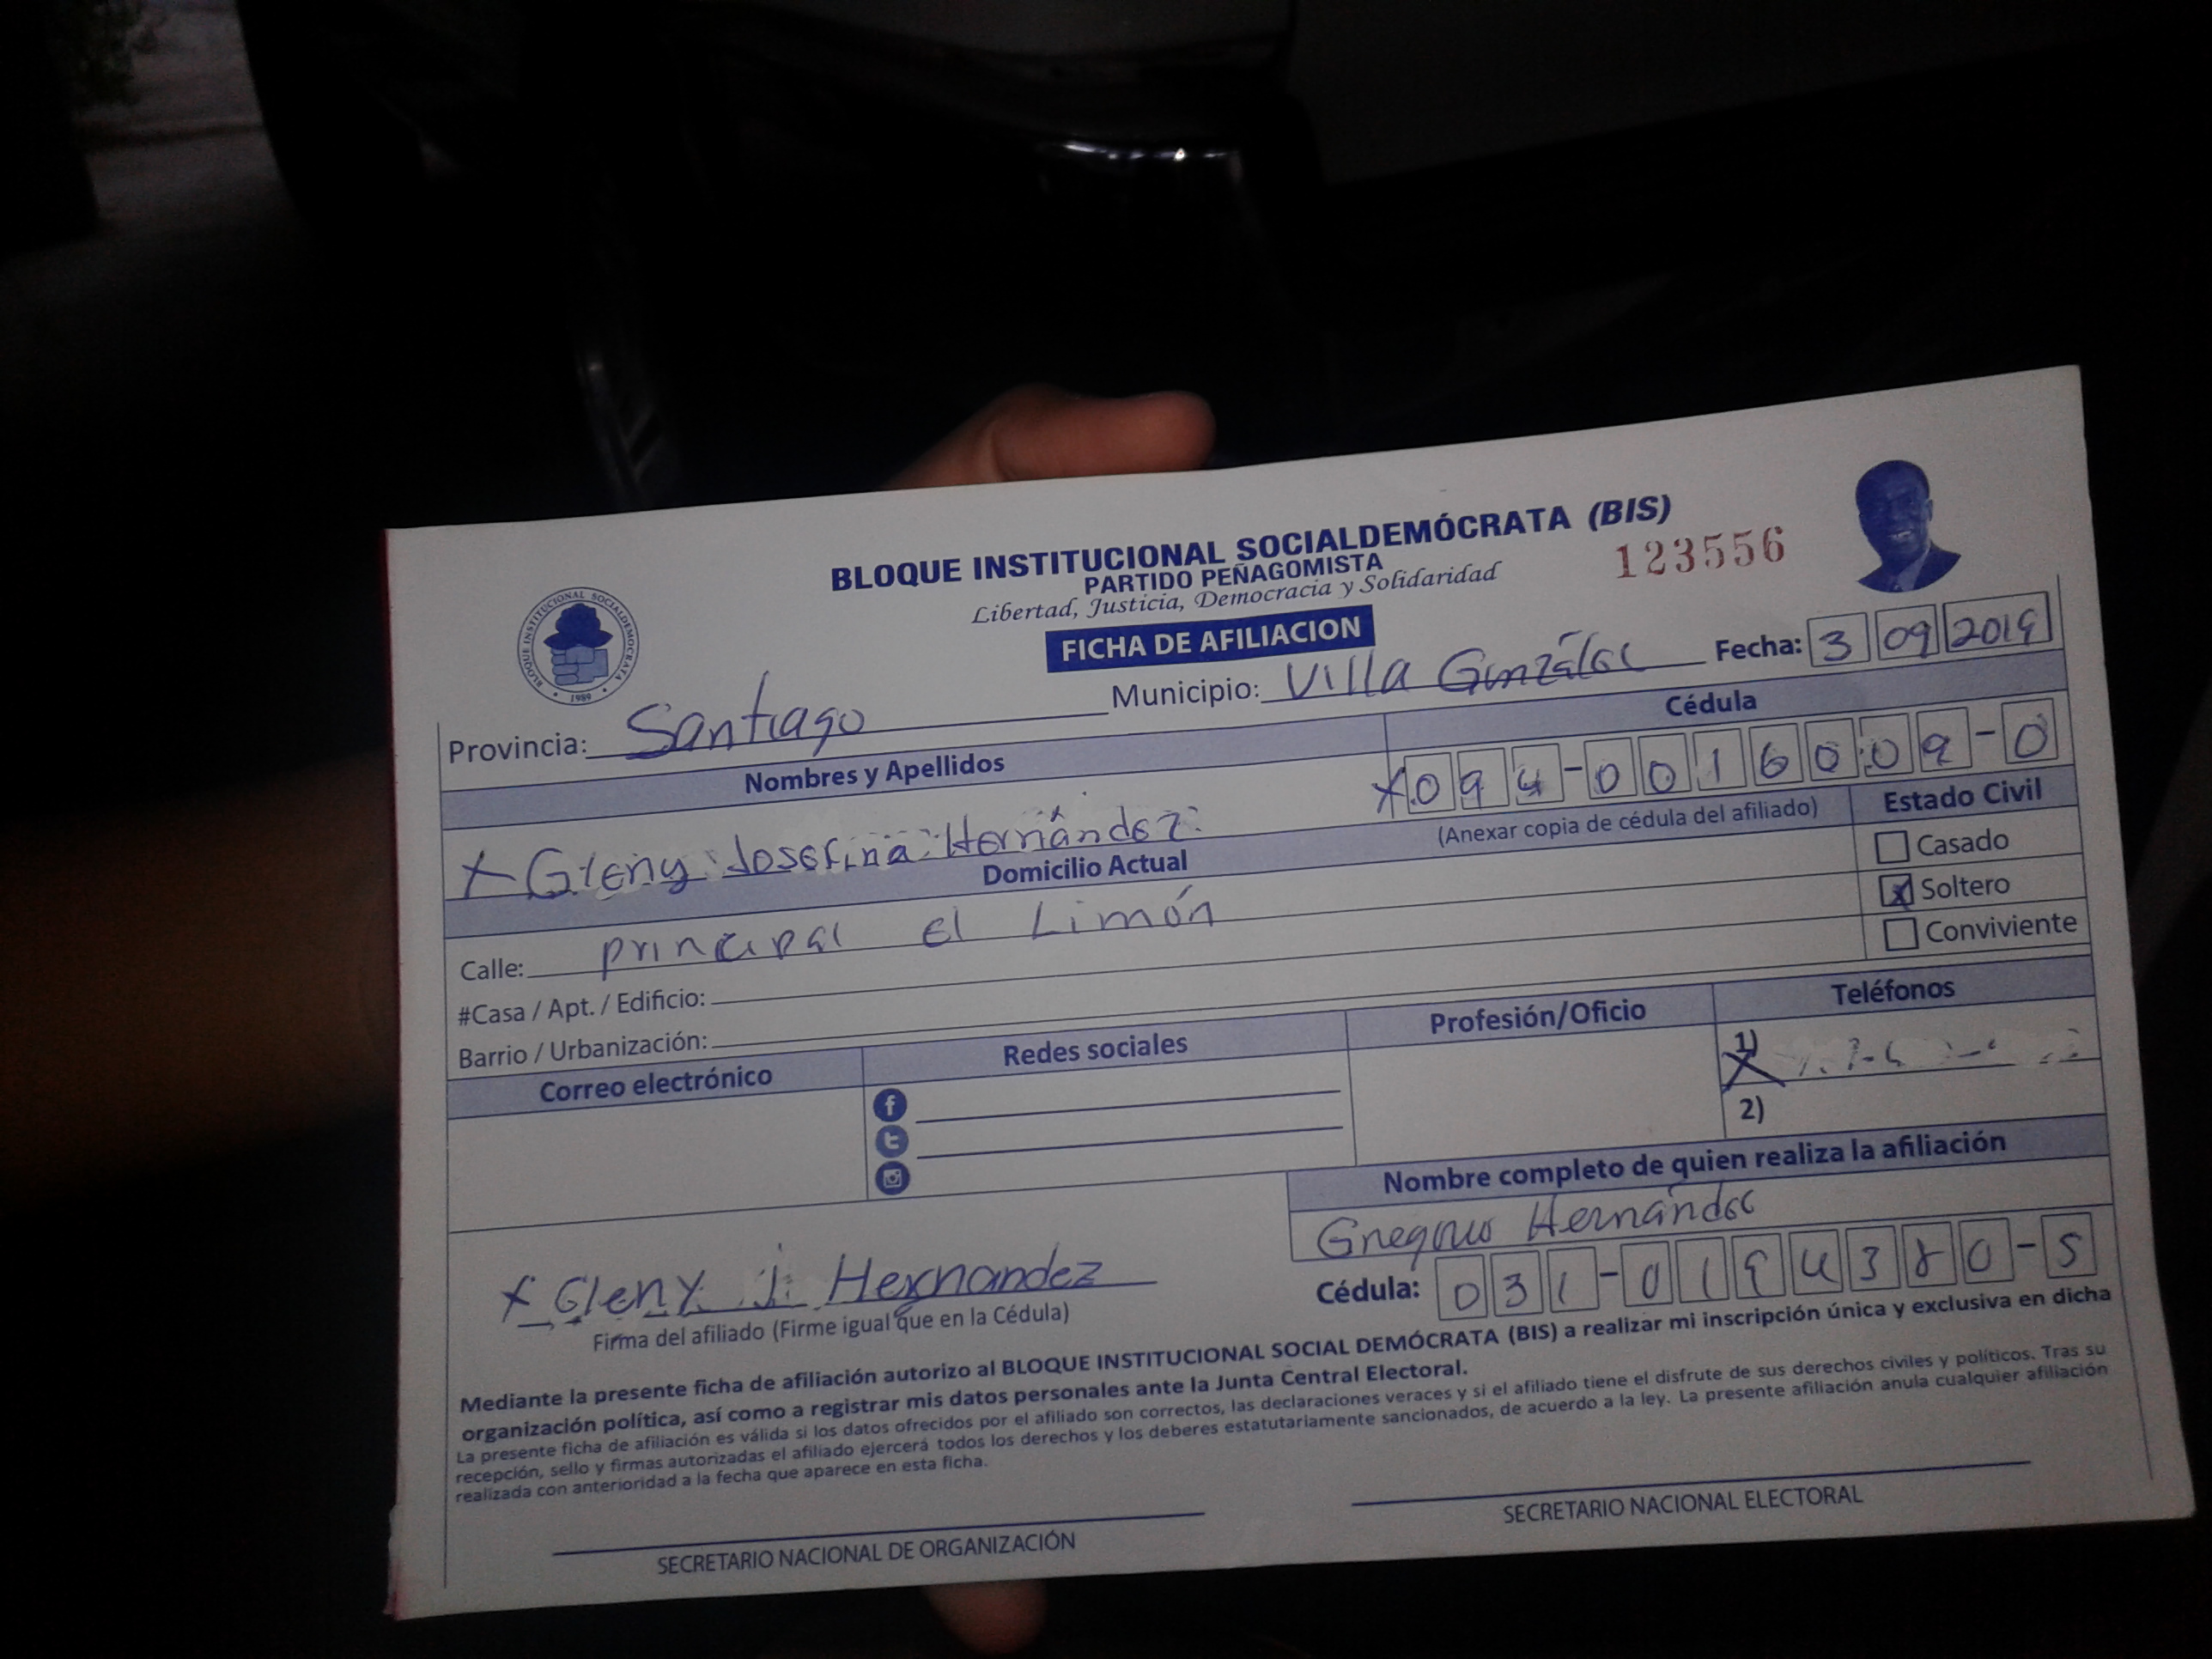 BLOQUE INSTITUCIONAL SOCIALDEMÓCRATA (BIS)
PARTIDO PEÑAGOMISTA
123556
Libertad, Justicia, Democracia y Solidaridad
BLOQUE INSTITUCIONAL SOCIALDEMOCRATA
1989
FICHA DE AFILIACION
Fecha: 3 09 2019
Provincia: Santiago Municipio: Villa González
Nombres y Apellidos Cédula
x Gleny Josefina Hernández x 094-0016009-0
(Anexar copia de cédula del afiliado) Estado Civil
Domicilio Actual
Casado
Soltero
Conviviente
Calle: principal el Limón
#Casa / Apt. / Edificio:
Barrio / Urbanización:
Correo electrónico Redes sociales Profesión/Oficio Teléfonos
1)
2)
Nombre completo de quien realiza la afiliación
Gregorio Hernández
x Gleny J. Hernandez
Cédula: 031-0194380-5
Firma del afiliado (Firme igual que en la Cédula)
Mediante la presente ficha de afiliación autorizo al BLOQUE INSTITUCIONAL SOCIAL DEMÓCRATA (BIS) a realizar mi inscripción única y exclusiva en dicha
organización política, así como a registrar mis datos personales ante la Junta Central Electoral.
La presente ficha de afiliación es válida si los datos ofrecidos por el afiliado son correctos, las declaraciones veraces y si el afiliado tiene el disfrute de sus derechos civiles y políticos. Tras su
recepción, sello y firmas autorizadas el afiliado ejercerá todos los derechos y los deberes estatutariamente sancionados, de acuerdo a la ley. La presente afiliación anula cualquier afiliación
realizada con anterioridad a la fecha que aparece en esta ficha.
SECRETARIO NACIONAL DE ORGANIZACIÓN SECRETARIO NACIONAL ELECTORAL